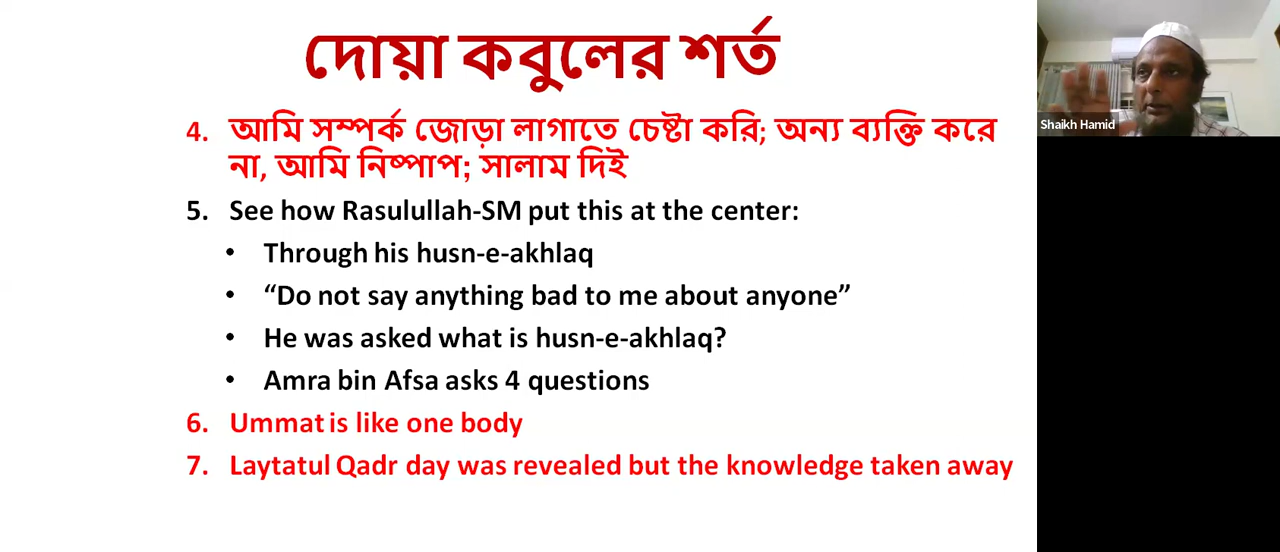 দোয়া কবুলের শর্ত
4. আমি সম্পর্ক জোড়া লাগাতে চেষ্টা করি; অন্য ব্যক্তি করে
না, আমি নিষ্পাপ; সালাম দিই
5. See how Rasulullah-SM put this at the center:
• Through his husn-e-akhlaq
• “Do not say anything bad to me about anyone”
• He was asked what is husn-e-akhlaq?
• Amra bin Afsa asks 4 questions
6. Ummat is like one body
7. Laytatul Qadr day was revealed but the knowledge taken away
Shaikh Hamid